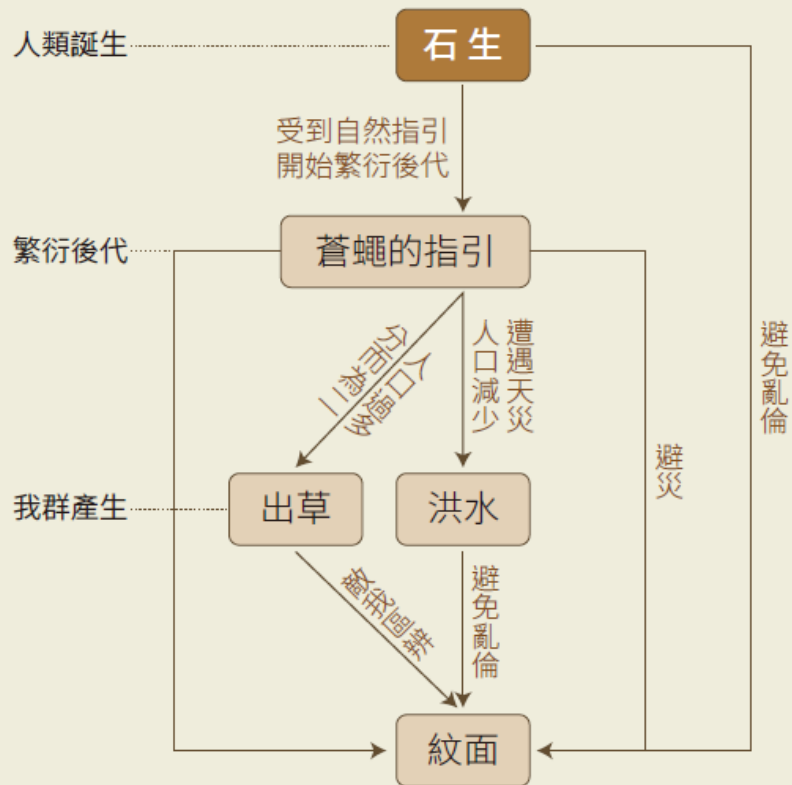 人類誕生
石生
受到自然指引
開始繁衍後代
繁衍後代
蒼蠅的指引
人口過多
分而為二
遭遇天災
人口減少
避災
避免亂倫
我群產生
出草
洪水
敵我區辨
避免亂倫
紋面